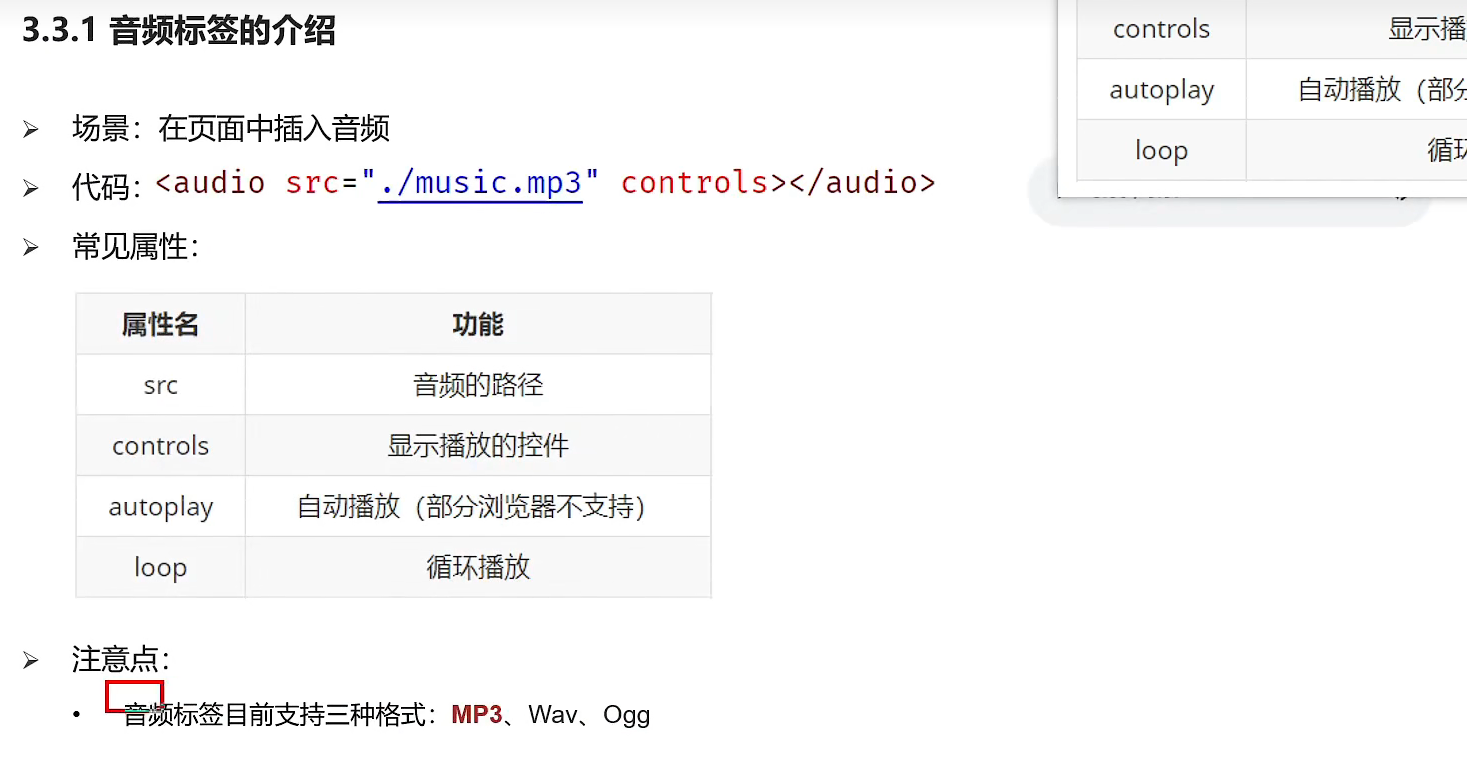 3.3.1 音频标签的介绍
场景：在页面中插入音频
代码：<audio src="./music.mp3" controls></audio>
常见属性：
属性名 功能
src 音频的路径
controls 显示播放的控件
autoplay 自动播放（部分浏览器不支持）
loop 循环播放
注意点：
音频标签目前支持三种格式：MP3、Wav、Ogg
controls 显示播
autoplay 自动播放（部
loop 循